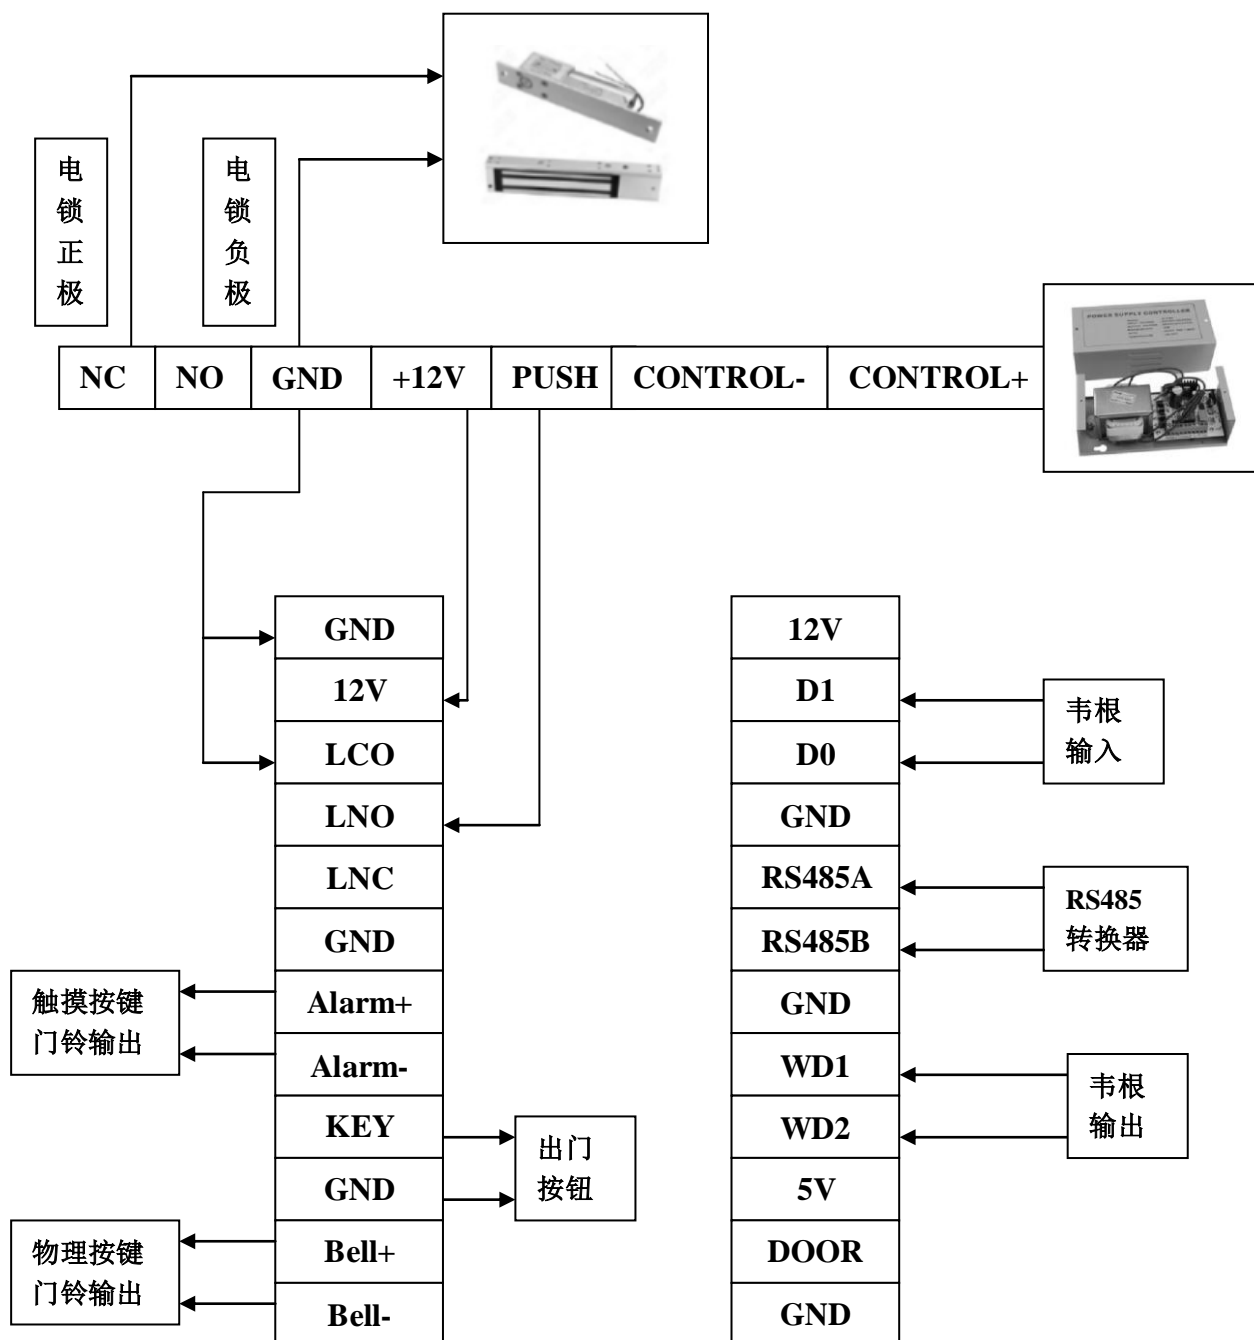 电锁正极
电锁负极
POWER SUPPLY CONTROLLER
NC NO GND +12V PUSH CONTROL- CONTROL+
GND
12V
LCO
LNO
LNC
GND
Alarm+
Alarm-
KEY
GND
Bell+
Bell-
触摸按键
门铃输出
物理按键
门铃输出
出门
按钮
12V
D1
D0
GND
RS485A
RS485B
GND
WD1
WD2
5V
DOOR
GND
韦根
输入
RS485
转换器
韦根
输出